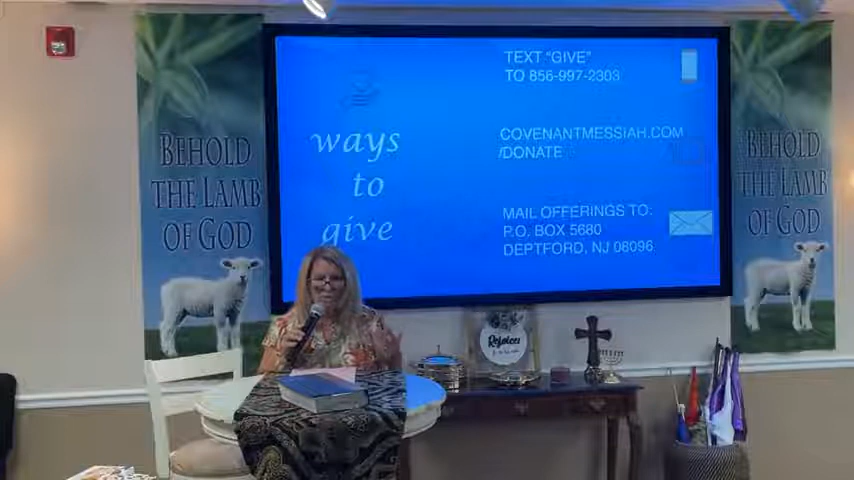 BEHOLD
THE LAMB
OF GOD
ways
to
give
TEXT "GIVE"
TO 856-997-2303
COVENANTMESSIAH.COM
/DONATE
MAIL OFFERINGS TO:
P.O. BOX 5680
DEPTFORD, NJ 08096
BEHOLD
THE LAMB
OF GOD
Rejoice